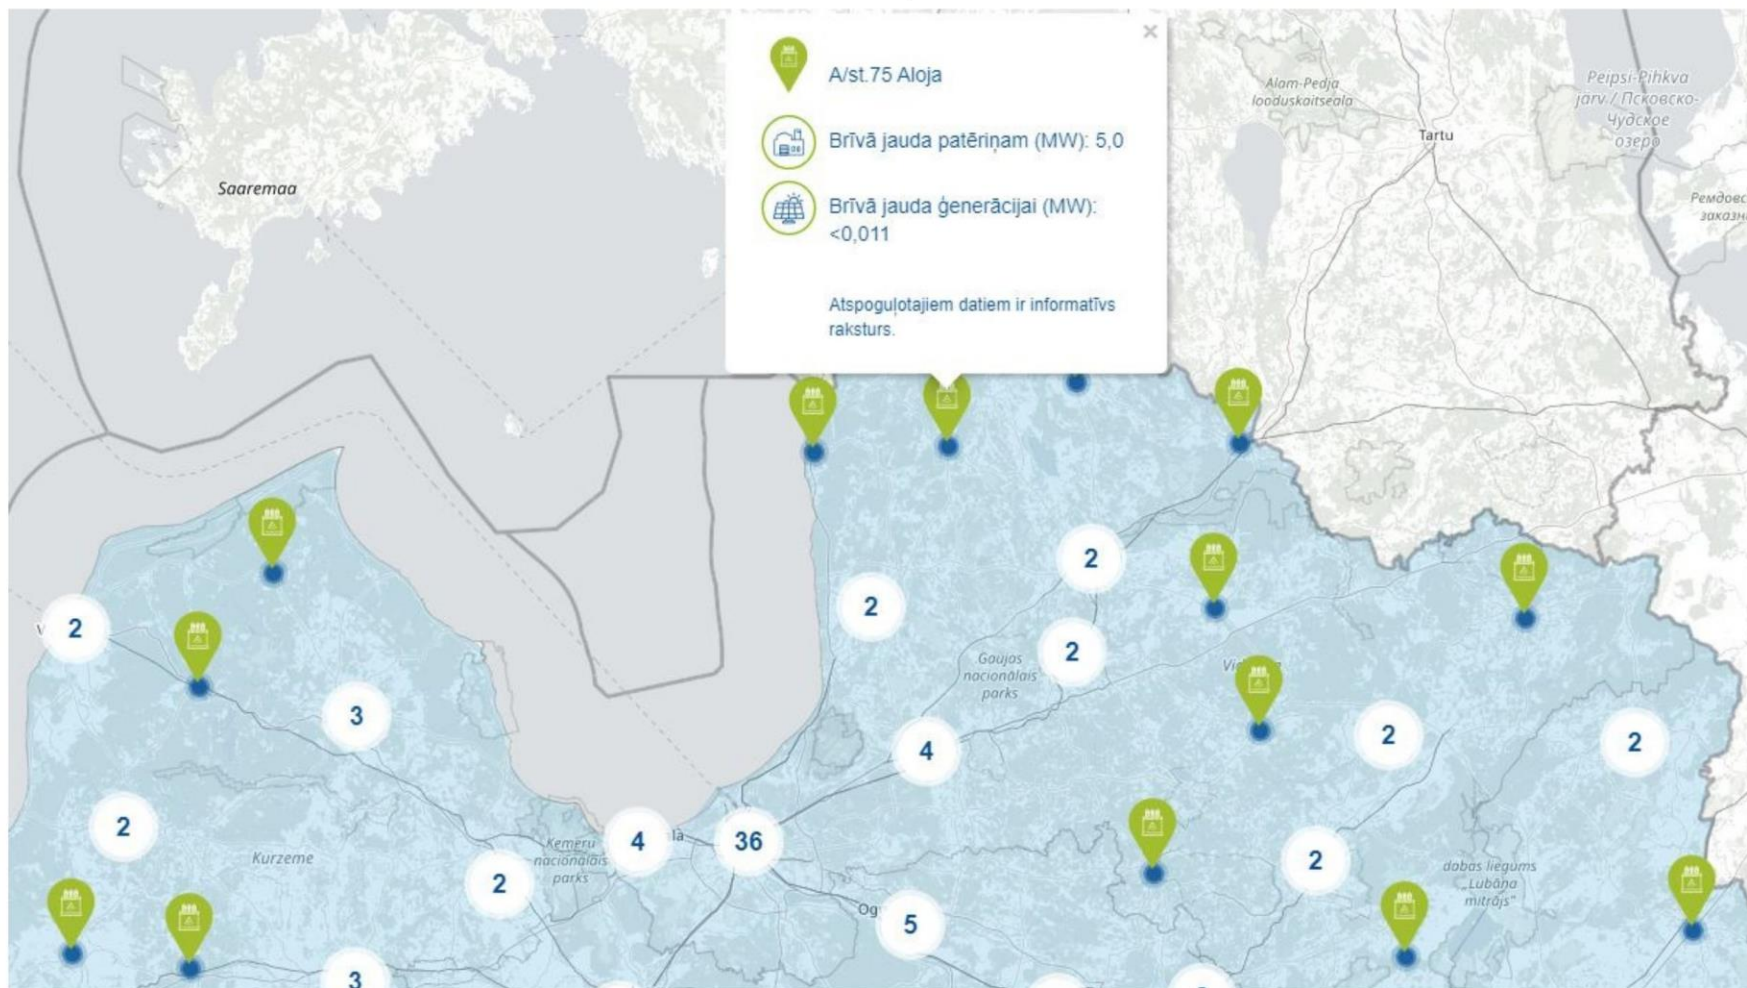 A/st.75 Aloja
Brīvā jauda patēriņam (MW): 5,0
Brīvā jauda ģenerācijai (MW):
<0,011
Atspoguļotajiem datiem ir informatīvs
raksturs.
×
Saaremaa
Alam-Pedja
looduskaitseala
Tartu
Peipsi-Pihkva
järv / Псковско-
Чудское
озеро
2
2
2
2
3
Gaujas
nacionālais
parks
4
2
2
2
Kurzeme
2
Ķemeru
nacionālais
parks
4
36
5
2
dabas liegums
„Lubāna
mitrājs"
3